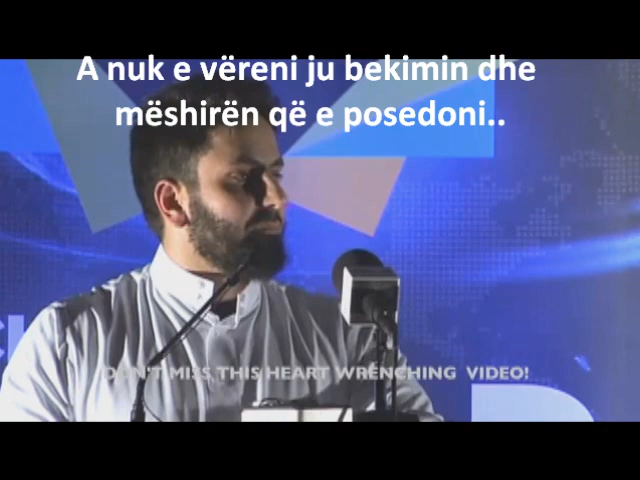 A nuk e vëreni ju bekimin dhe
mëshirën që e posedoni..
DON'T MISS THIS HEART WRENCHING VIDEO!